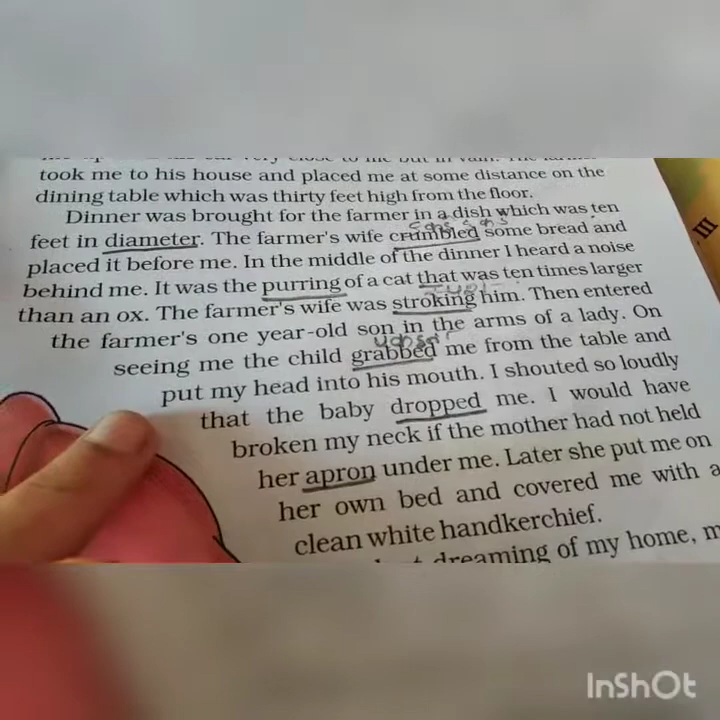 took me to his house and placed me at some distance on the
dining table which was thirty feet high from the floor.
Dinner was brought for the farmer in a dish which was ten
feet in diameter. The farmer's wife crumbled some bread and
placed it before me. In the middle of the dinner I heard a noise
behind me. It was the purring of a cat that was ten times larger
than an ox. The farmer's wife was stroking him. Then entered
the farmer's one year-old son in the arms of a lady. On
seeing me the child grabbed me from the table and
put my head into his mouth. I shouted so loudly
that the baby dropped me. I would have
broken my neck if the mother had not held
her apron under me. Later she put me on
her own bed and covered me with a
clean white handkerchief.
dreaming of my home,
III
InShOt